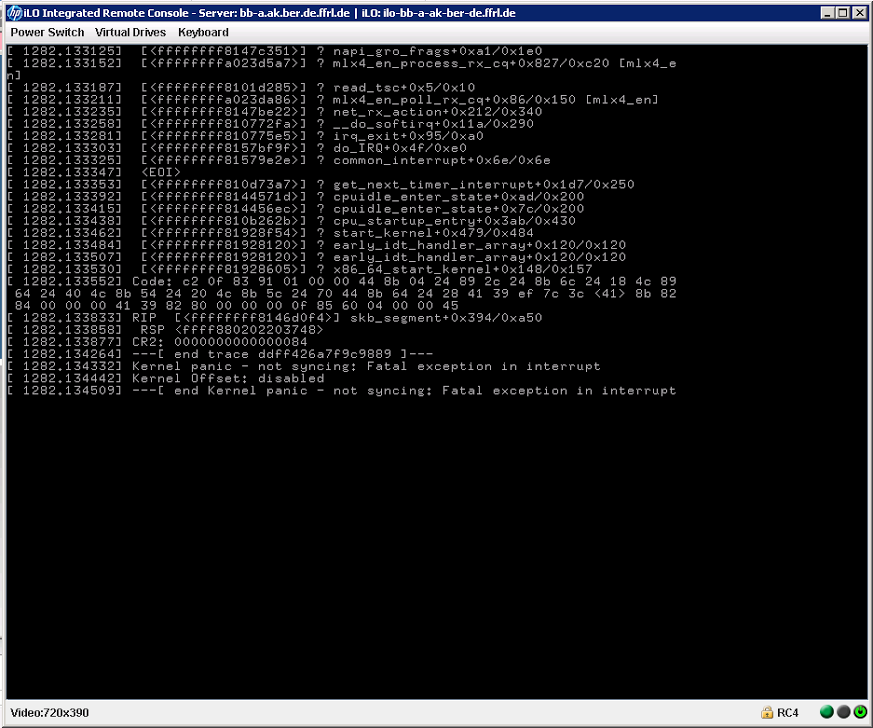 iLO Integrated Remote Console - Server: bb-a.ak.ber.de.ffrl.de | iLO: ilo-bb-a-ak-ber-de.ffrl.de
Power Switch Virtual Drives Keyboard
[ 1282.133125] [<ffffffff8147c351>] ? napi_gro_frags+0xa1/0x1e0
[ 1282.133152] [<ffffffffa023d5a7>] ? mlx4_en_process_rx_cq+0x827/0xc20 [mlx4_e
n]
[ 1282.133187] [<ffffffff8101d285>] ? read_tsc+0x5/0x10
[ 1282.133211] [<ffffffffa023da86>] ? mlx4_en_poll_rx_cq+0x86/0x150 [mlx4_en]
[ 1282.133235] [<ffffffff8147be22>] ? net_rx_action+0x212/0x340
[ 1282.133258] [<ffffffff810772fa>] ? __do_softirq+0x11a/0x290
[ 1282.133281] [<ffffffff810775e5>] ? irq_exit+0x95/0xa0
[ 1282.133303] [<ffffffff8157bf9f>] ? do_IRQ+0x4f/0xe0
[ 1282.133325] [<ffffffff81579e2e>] ? common_interrupt+0x6e/0x6e
[ 1282.133347] <EOI>
[ 1282.133353] [<ffffffff810d73a7>] ? get_next_timer_interrupt+0x1d7/0x250
[ 1282.133392] [<ffffffff8144571d>] ? cpuidle_enter_state+0xad/0x200
[ 1282.133415] [<ffffffff814456ec>] ? cpuidle_enter_state+0x7c/0x200
[ 1282.133438] [<ffffffff810b262b>] ? cpu_startup_entry+0x3ab/0x430
[ 1282.133461] [<ffffffff81928f54>] ? start_kernel+0x479/0x484
[ 1282.133484] [<ffffffff81928120>] ? early_idt_handler_array+0x120/0x120
[ 1282.133507] [<ffffffff81928120>] ? early_idt_handler_array+0x120/0x120
[ 1282.133530] [<ffffffff81928605>] ? x86_64_start_kernel+0x148/0x157
[ 1282.133552] Code: c2 0f 83 91 01 00 00 44 8b 04 24 89 2c 24 8b 6c 24 18 4c 89
64 24 40 4c 8b 54 24 20 4c 8b 5c 24 70 44 8b 64 24 28 41 39 ef 7c 3c <41> 8b 82
84 00 00 00 41 39 82 80 00 00 00 0f 85 60 04 00 00 45
[ 1282.133833] RIP [<ffffffff8146d0f4>] skb_segment+0x394/0xa50
[ 1282.133858] RSP <ffff880202203748>
[ 1282.133877] CR2: 0000000000000084
[ 1282.134264] ---[ end trace ddff426a7f9c9889 ]---
[ 1282.134332] Kernel panic - not syncing: Fatal exception in interrupt
[ 1282.134442] Kernel Offset: disabled
[ 1282.134509] ---[ end Kernel panic - not syncing: Fatal exception in interrupt
Video:720x390
RC4